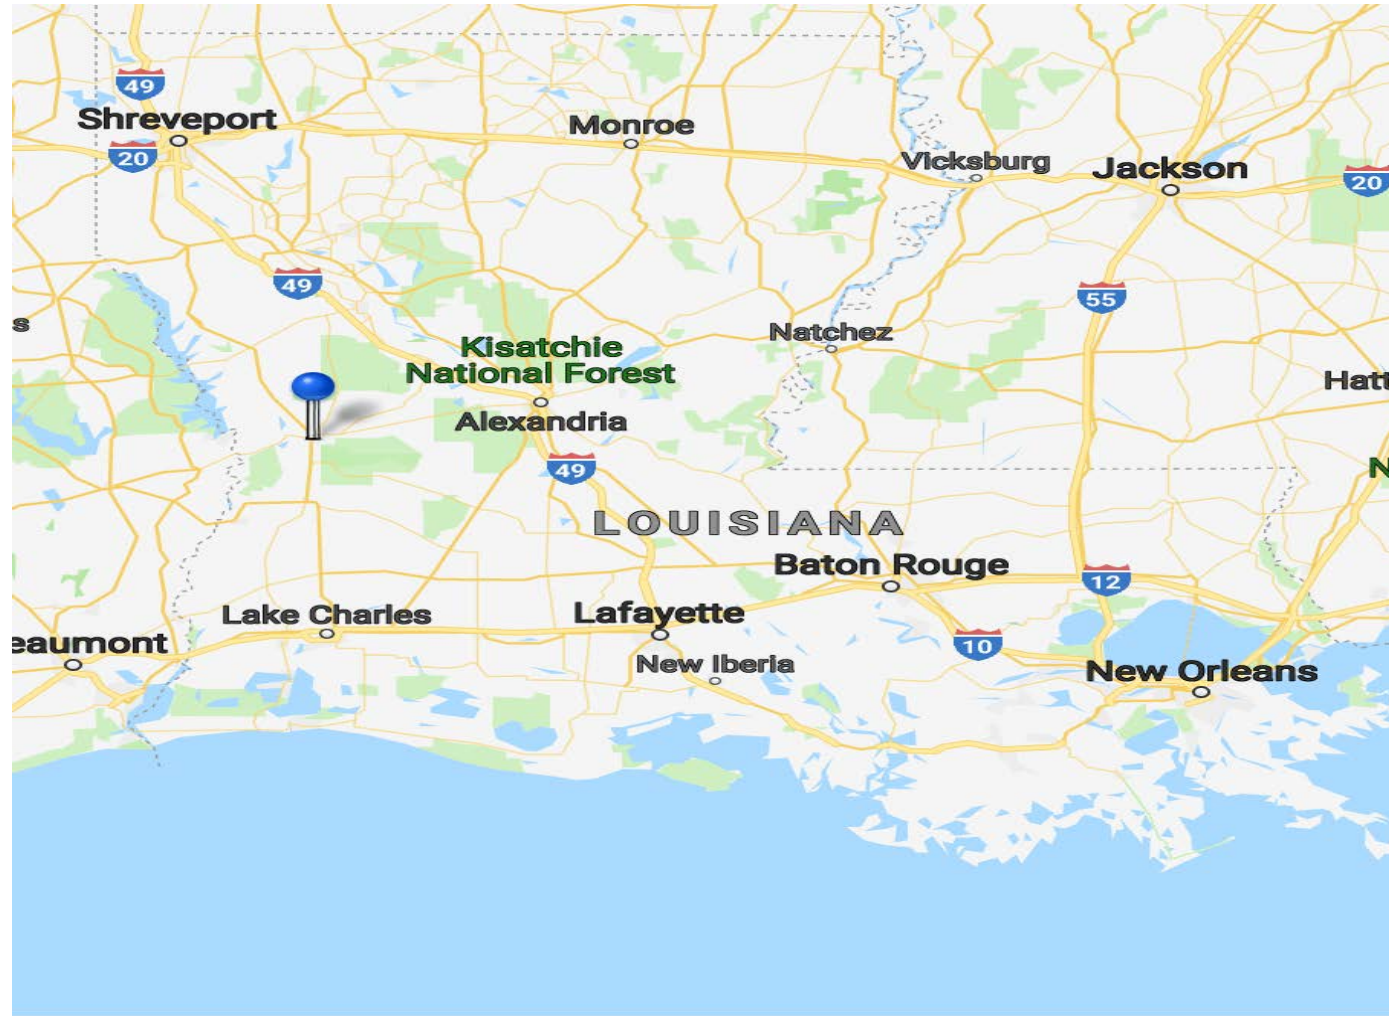 49
Shreveport
20
Monroe
Vicksburg
Jackson
20
49
55
s
Natchez
Kisatchie
National Forest
Hatt
Alexandria
49
N
LOUISIANA
Baton Rouge
12
Lake Charles
Lafayette
eaumont
10
New Iberia
New Orleans